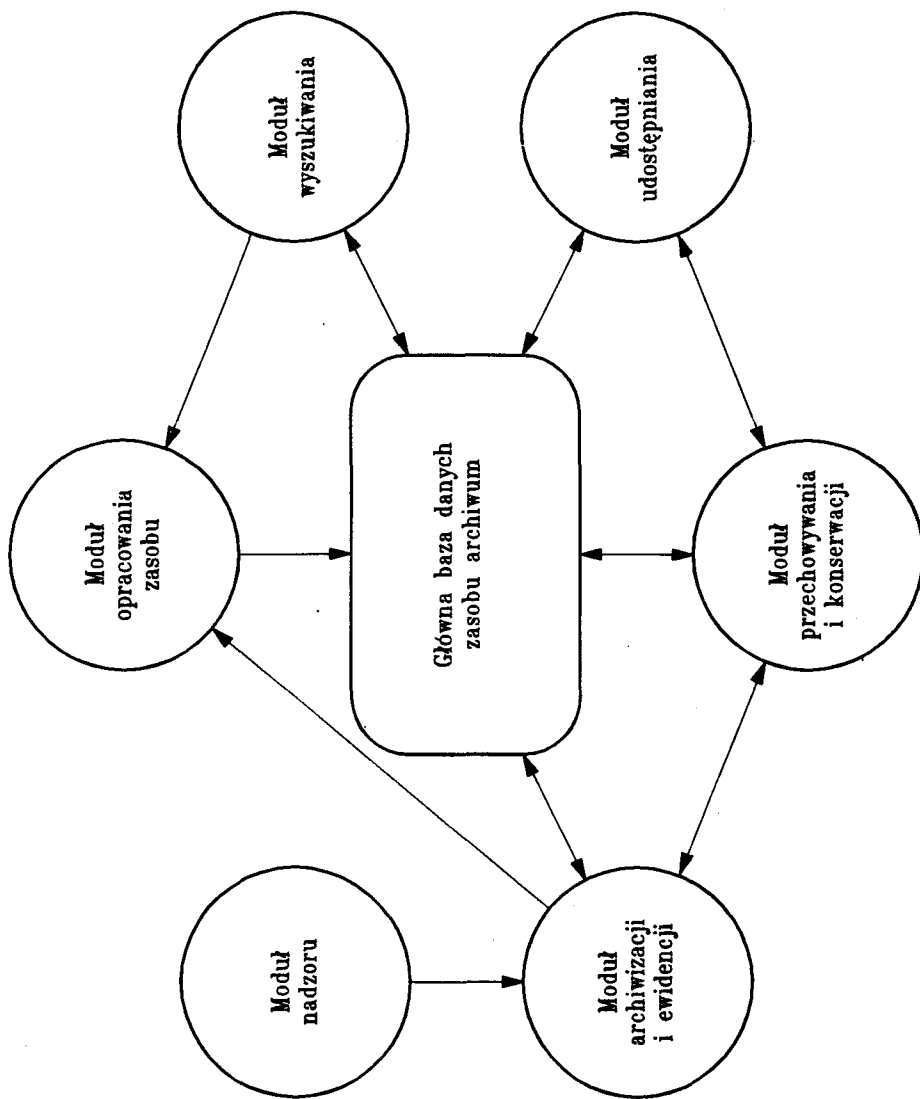 Moduł
nadzoru
Moduł
opracowania
zasobu
Moduł
wyszukiwania
Główna baza danych
zasobu archiwum
Moduł
archiwizacji
i ewidencji
Moduł
przechowywania
i konserwacji
Moduł
udostępniania